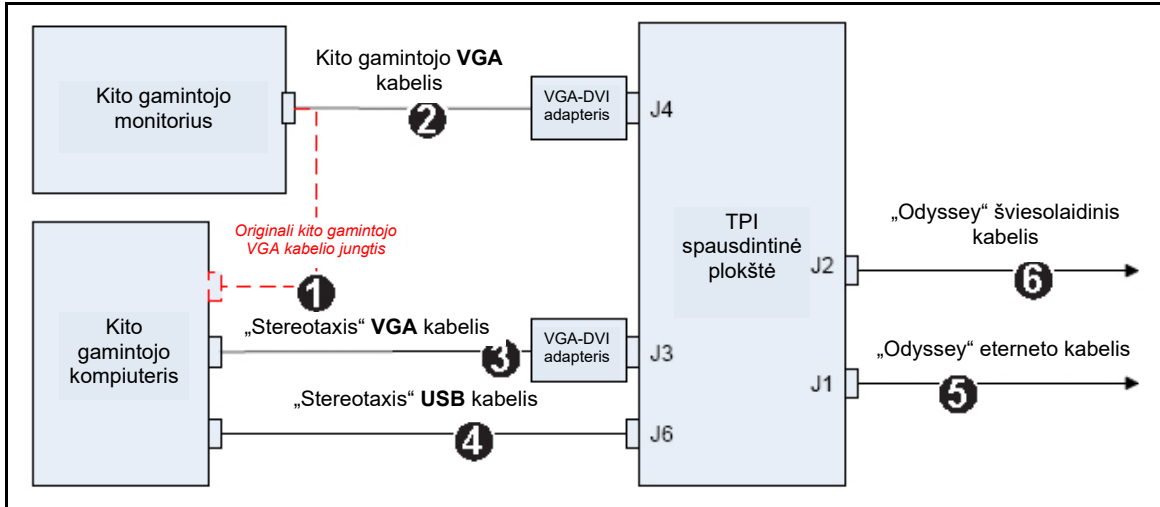 Kito gamintojo
monitorius
Kito gamintojo VGA
kabelis
2
VGA-DVI
adapteris
J4
Originali kito gamintojo
VGA kabelio jungtis
1
TPI
spausdintinė
plokštė
„Odyssey“ šviesolaidinis
kabelis
J2
6
Kito
gamintojo
kompiuteris
„Stereotaxis“ VGA kabelis
3
VGA-DVI
adapteris
J3
„Odyssey“ eterneto kabelis
J1
5
„Stereotaxis“ USB kabelis
4
J6